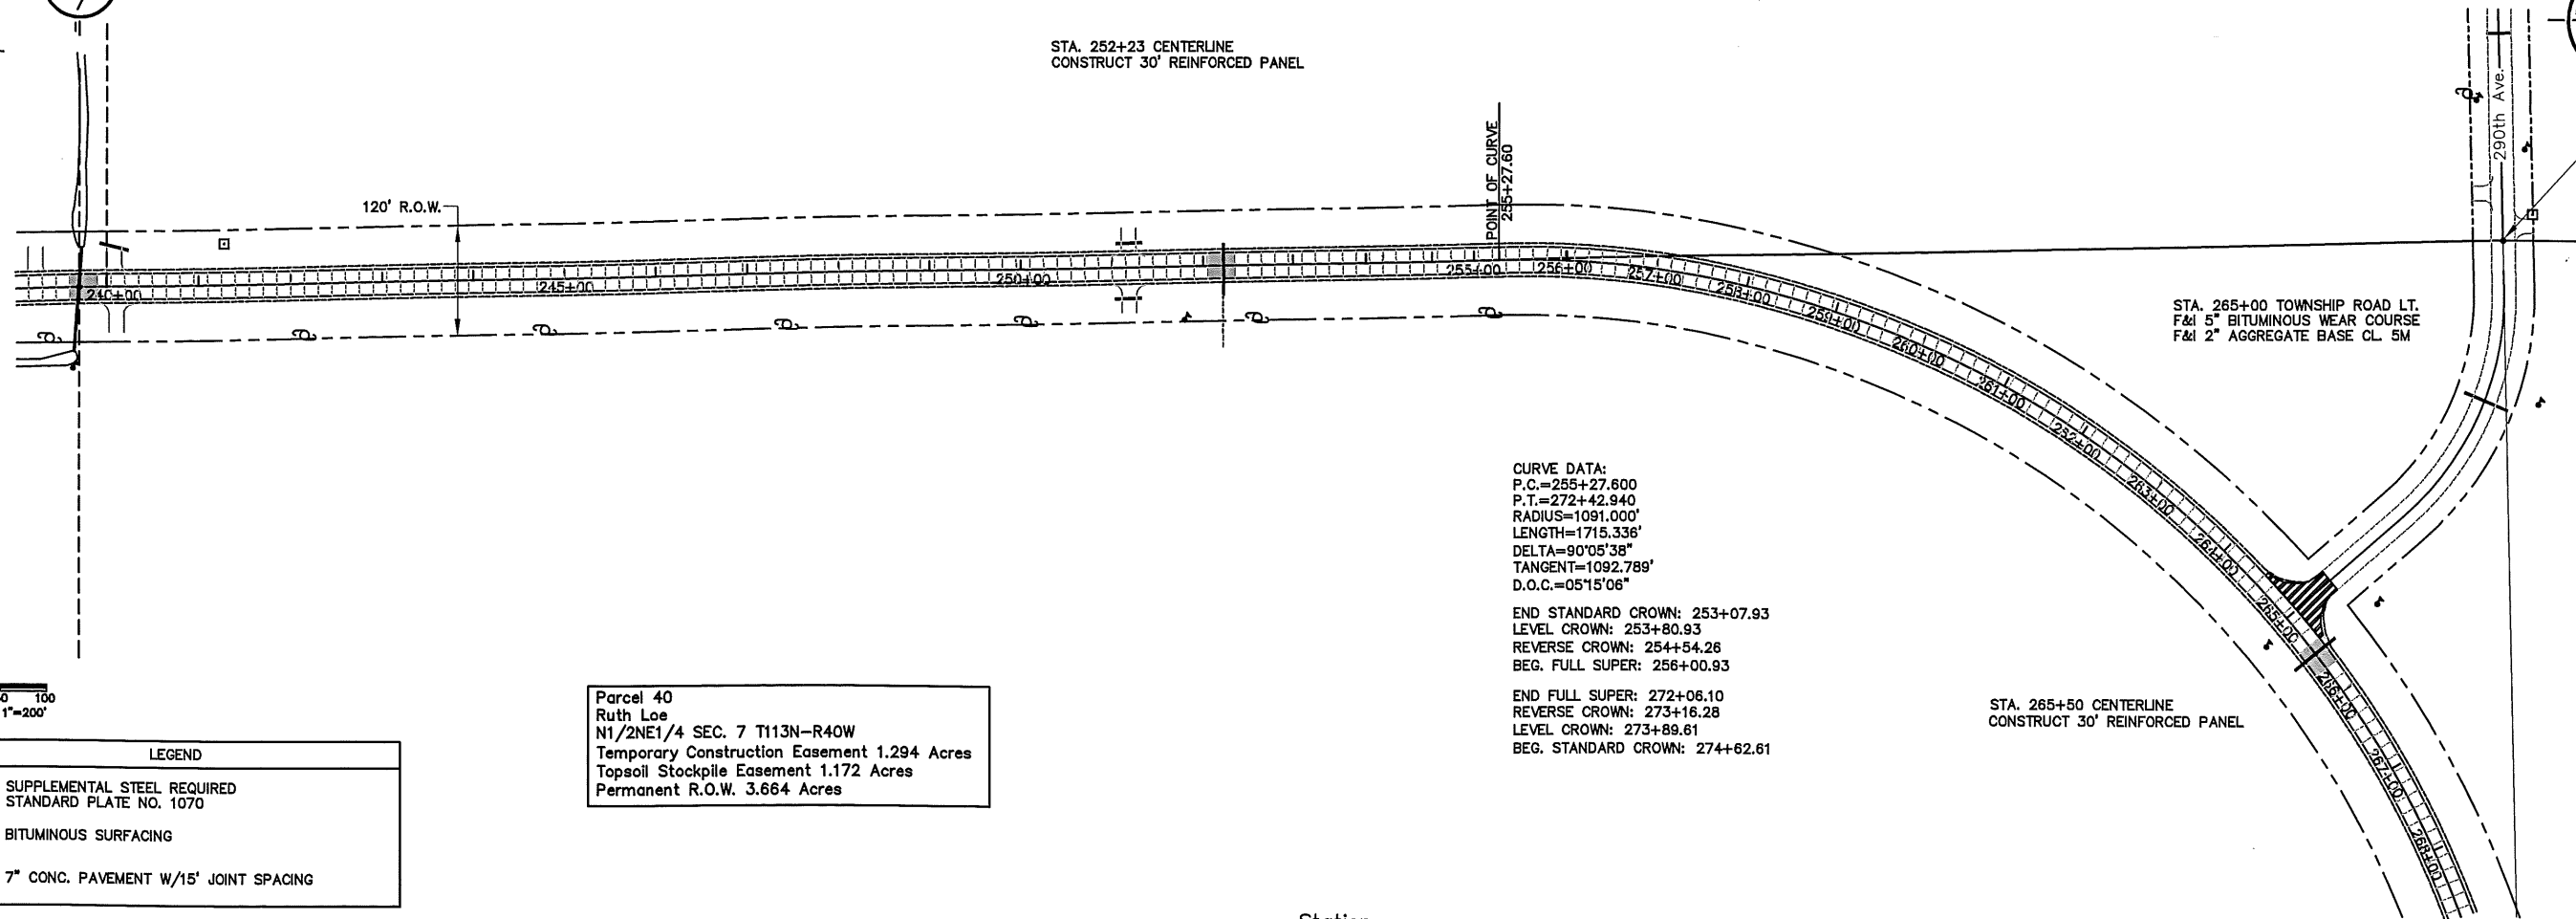 7
STA. 252+23 CENTERLINE
CONSTRUCT 30' REINFORCED PANEL
290th Ave.
120' R.O.W.
POINT OF CURVE
255+27.60
240+00
245+00
250+00
255+00
256+00
257+00
258+00
259+00
260+00
261+00
262+00
263+00
264+00
265+00
266+00
267+00
268+00
STA. 265+00 TOWNSHIP ROAD LT.
F&I 5" BITUMINOUS WEAR COURSE
F&I 2" AGGREGATE BASE CL. 5M
CURVE DATA:
P.C.=255+27.600
P.T.=272+42.940
RADIUS=1091.000'
LENGTH=1715.336'
DELTA=90°05'38"
TANGENT=1092.789'
D.O.C.=05°15'06"
END STANDARD CROWN: 253+07.93
LEVEL CROWN: 253+80.93
REVERSE CROWN: 254+54.26
BEG. FULL SUPER: 256+00.93
END FULL SUPER: 272+06.10
REVERSE CROWN: 273+16.28
LEVEL CROWN: 273+89.61
BEG. STANDARD CROWN: 274+62.61
STA. 265+50 CENTERLINE
CONSTRUCT 30' REINFORCED PANEL
0 100
1"=200'
Parcel 40
Ruth Loe
N1/2NE1/4 SEC. 7 T113N-R40W
Temporary Construction Easement 1.294 Acres
Topsoil Stockpile Easement 1.172 Acres
Permanent R.O.W. 3.664 Acres
LEGEND
SUPPLEMENTAL STEEL REQUIRED
STANDARD PLATE NO. 1070
BITUMINOUS SURFACING
7" CONC. PAVEMENT W/15' JOINT SPACING